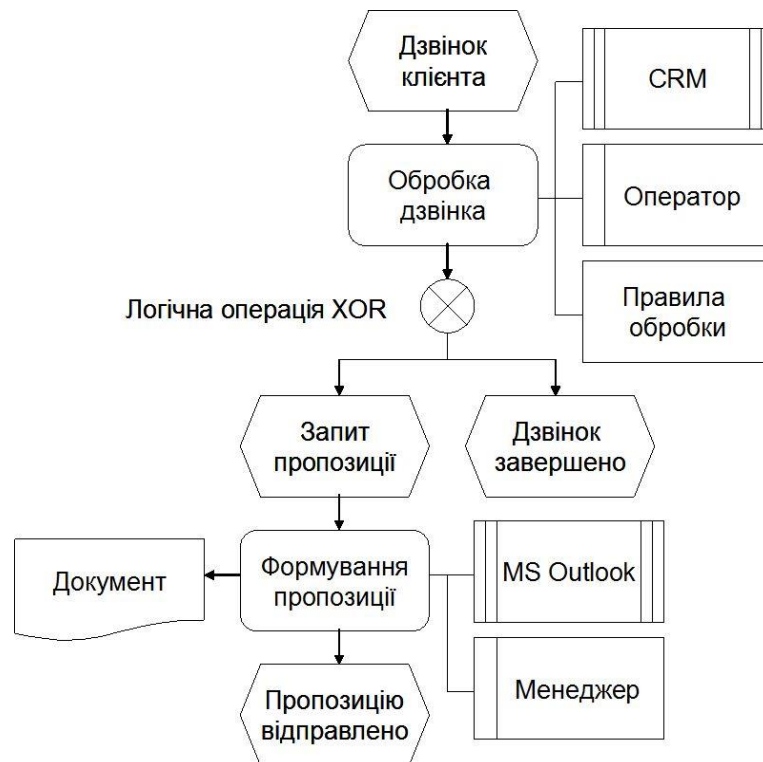 Дзвінок
клієнта
CRM
Обробка
дзвінка
Оператор
Правила
обробки
Логічна операція XOR
Запит
пропозиції
Дзвінок
завершено
Документ
Формування
пропозиції
MS Outlook
Менеджер
Пропозицію
відправлено